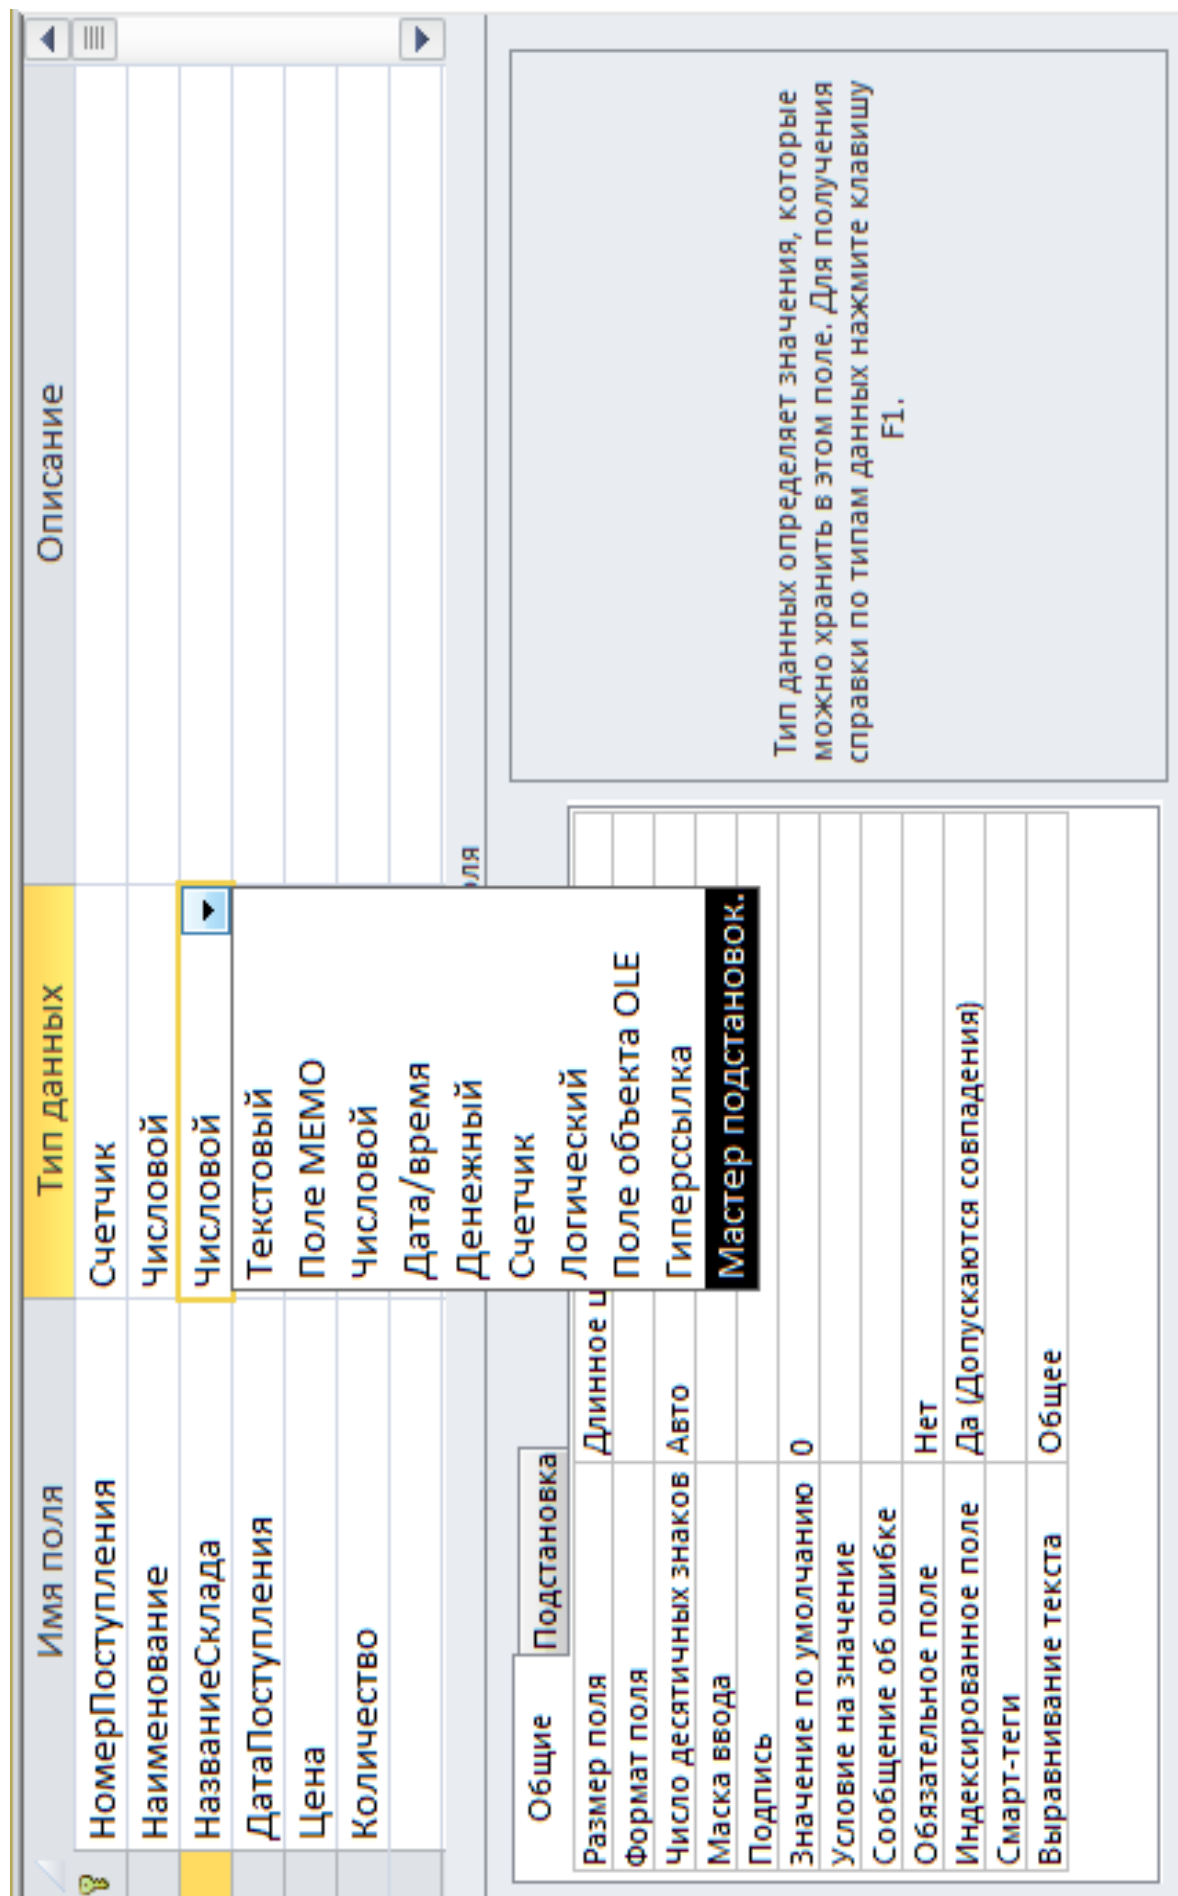 Имя поля
Тип данных
Описание
НомерПоступления
Счетчик
Наименование
Числовой
НазваниеСклада
Числовой
ДатаПоступления
Цена
Количество
Текстовый
Поле МЕМО
Числовой
Дата/время
Денежный
Счетчик
Логический
Поле объекта OLE
Гиперссылка
Мастер подстановок.
оля
Общие
Подстановка
Размер поля
Длинное ц
Формат поля
Число десятичных знаков
Авто
Маска ввода
Подпись
Значение по умолчанию
0
Условие на значение
Сообщение об ошибке
Обязательное поле
Нет
Индексированное поле
Да (Допускаются совпадения)
Смарт-теги
Выравнивание текста
Общее
Тип данных определяет значения, которые
можно хранить в этом поле. Для получения
справки по типам данных нажмите клавишу
F1.